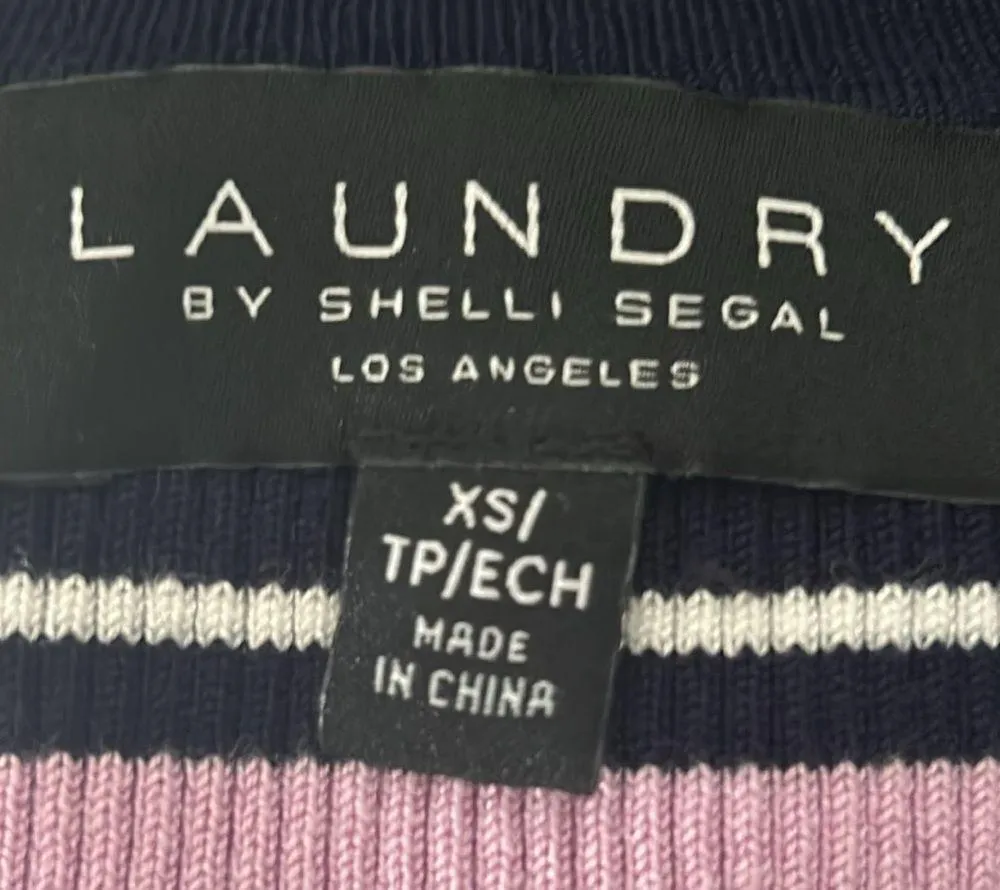 LAUNDRY
BY SHELLI SEGAL
LOS ANGELES
XS/
TP/ECH
MADE
IN CHINA